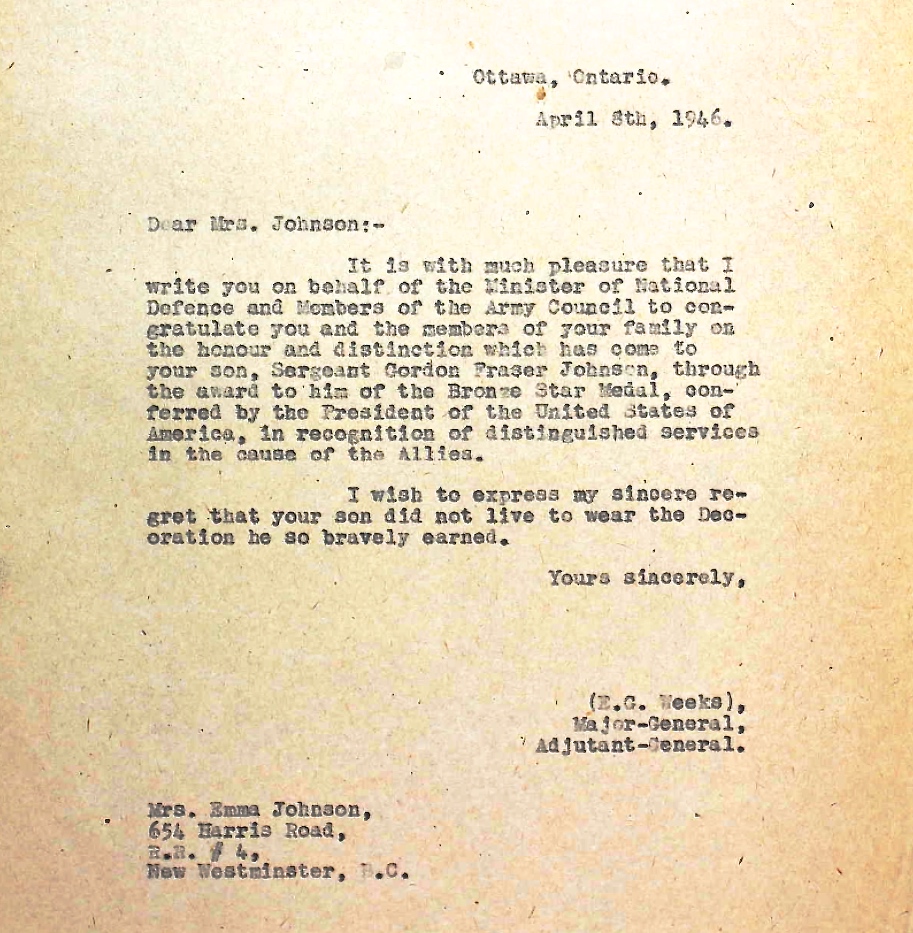 Ottawa, Ontario.
April 8th, 1946.
Dear Mrs. Johnson:-
It is with much pleasure that I
write you on behalf of the Minister of National
Defence and Members of the Army Council to con-
gratulate you and the members of your family on
the honour and distinction which has come to
your son, Sergeant Gordon Fraser Johnson, through
the award to him of the Bronze Star Medal, con-
ferred by the President of the United States of
America, in recognition of distinguished services
in the cause of the Allies.
I wish to express my sincere re-
gret that your son did not live to wear the Dec-
oration he so bravely earned.
Yours sincerely,
(E.G. Weeks),
Major-General,
Adjutant-General.
Mrs. Emma Johnson,
654 Harris Road,
R.R. # 4,
New Westminster, B.C.